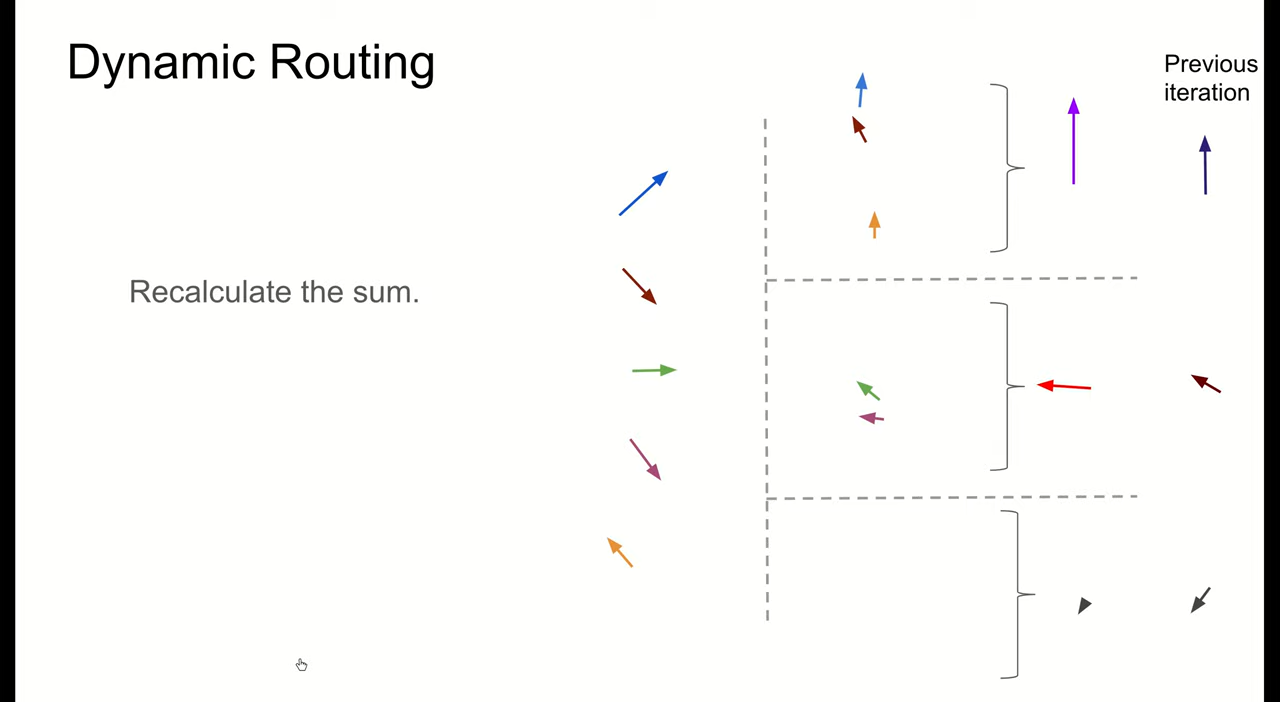 Dynamic Routing
Previous
iteration
Recalculate the sum.